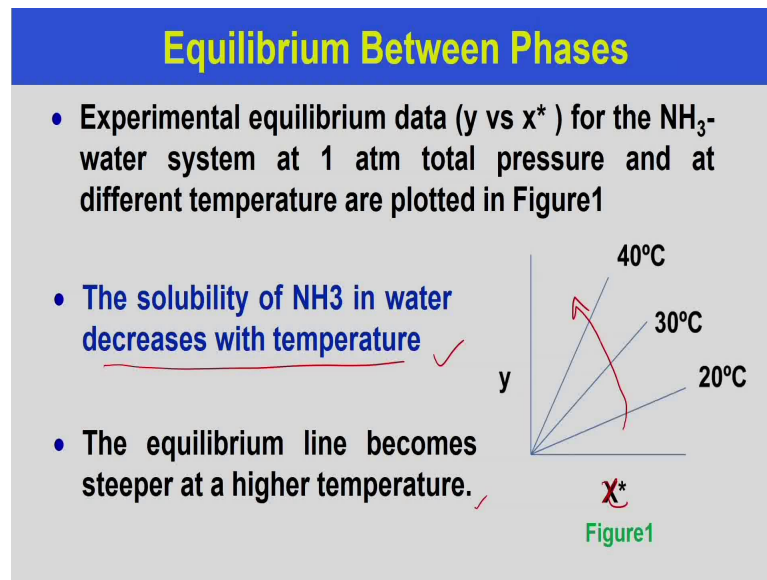 Equilibrium Between Phases
• Experimental equilibrium data (y vs x* ) for the NH₃-
water system at 1 atm total pressure and at
different temperature are plotted in Figure1
• The solubility of NH3 in water
decreases with temperature
• The equilibrium line becomes
steeper at a higher temperature.
40ºC
30ºC
20ºC
y
X*
Figure1